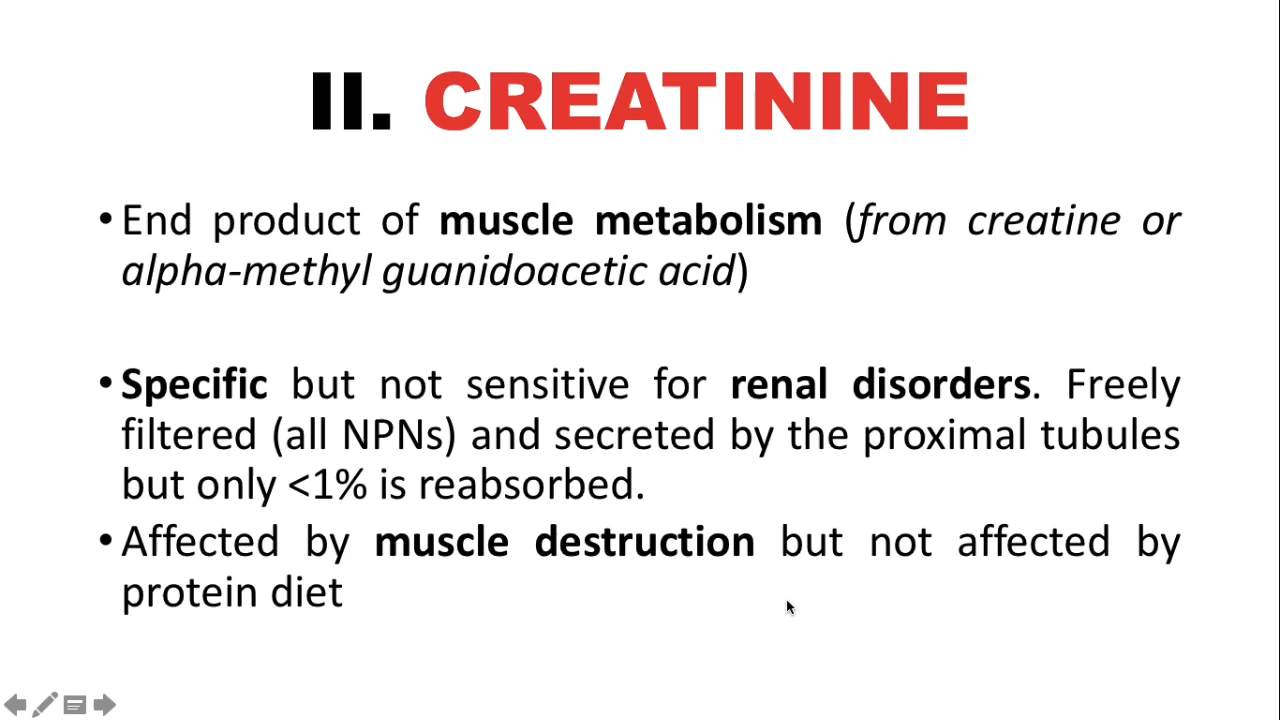 II. CREATININE
• End product of muscle metabolism (from creatine or
alpha-methyl guanidoacetic acid)
• Specific but not sensitive for renal disorders. Freely
filtered (all NPNs) and secreted by the proximal tubules
but only <1% is reabsorbed.
• Affected by muscle destruction but not affected by
protein diet